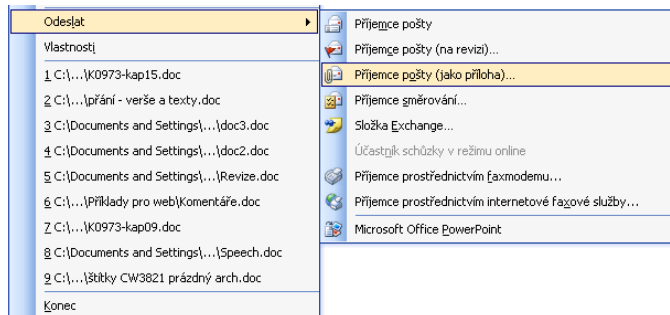 Odeslat
Vlastnosti
1 C:\...\K0973-kap15.doc
2 C:\...\přání - verše a texty.doc
3 C:\Documents and Settings\...\doc3.doc
4 C:\Documents and Settings\...\doc2.doc
5 C:\Documents and Settings\...\Revize.doc
6 C:\...\Příklady pro web\Komentáře.doc
7 C:\...\K0973-kap09.doc
8 C:\Documents and Settings\...\Speech.doc
9 C:\...\štítky CW3821 prázdný arch.doc
Konec
Příjemce pošty
Příjemce pošty (na revizi)...
Příjemce pošty (jako příloha)...
Příjemce směrování...
Složka Exchange...
Účastník schůzky v režimu online
Příjemce prostřednictvím faxmodemu...
Příjemce prostřednictvím internetové faxové služby...
Microsoft Office PowerPoint